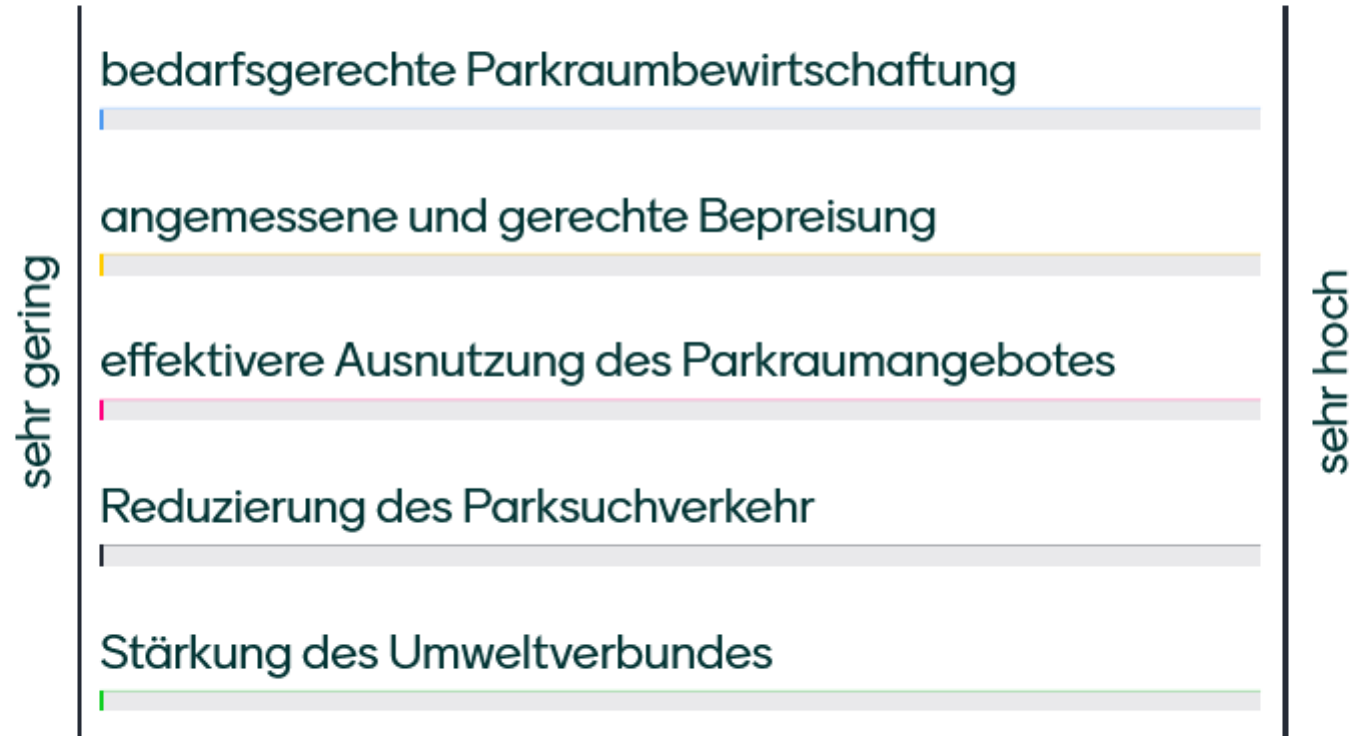 bedarfsgerechte Parkraumbewirtschaftung
angemessene und gerechte Bepreisung
sehr gering
effektivere Ausnutzung des Parkraumangebotes
sehr hoch
Reduzierung des Parksuchverkehr
Stärkung des Umweltverbundes